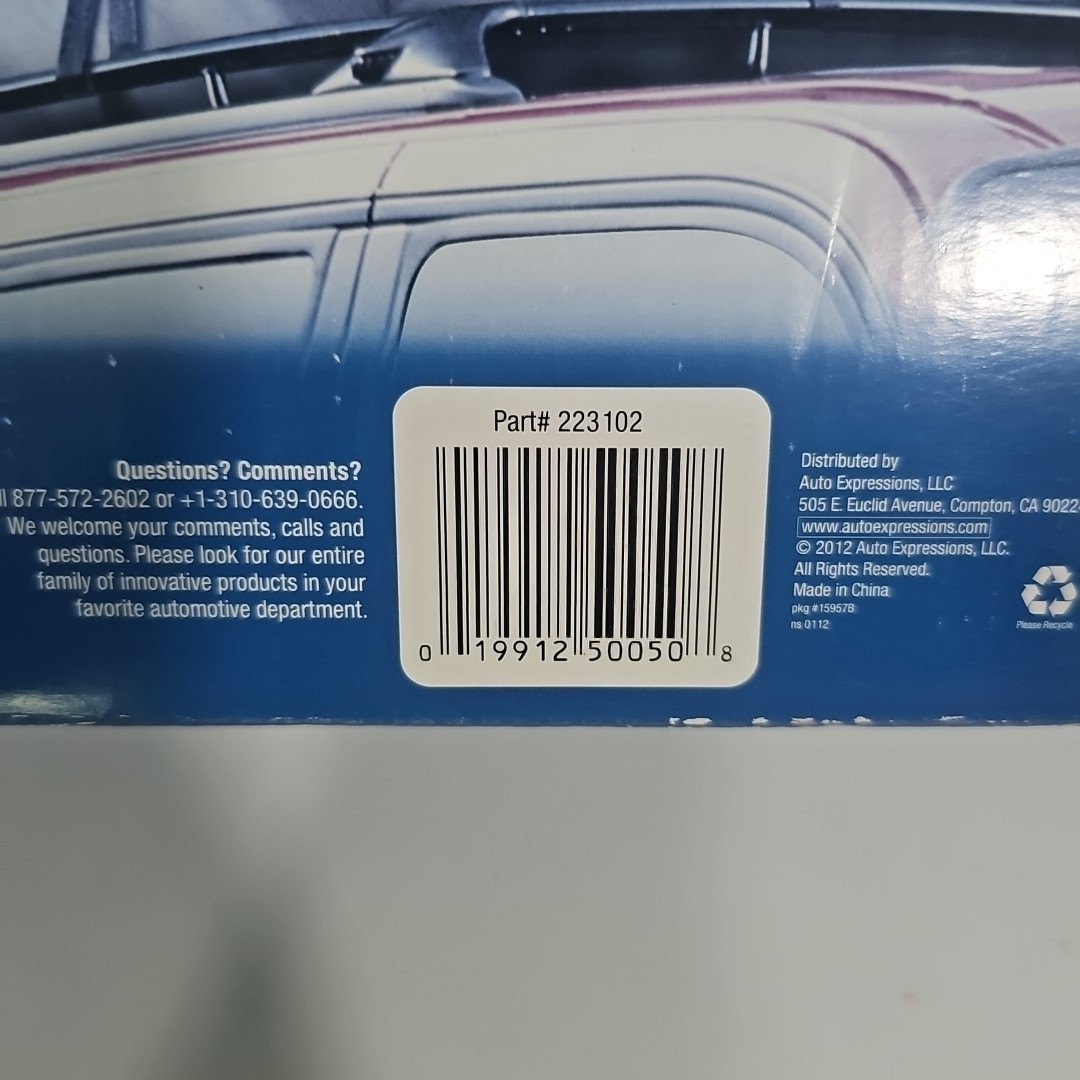 Part# 223102
0 19912 50050 8
Questions? Comments?
877-572-2602 or +1-310-639-0666.
We welcome your comments, calls and
questions. Please look for our entire
family of innovative products in your
favorite automotive department.
Distributed by
Auto Expressions, LLC
505 E. Euclid Avenue, Compton, CA 9022
www.autoexpressions.com
© 2012 Auto Expressions, LLC.
All Rights Reserved.
Made in China
pkg #159578
ns 0112
Please Recycle